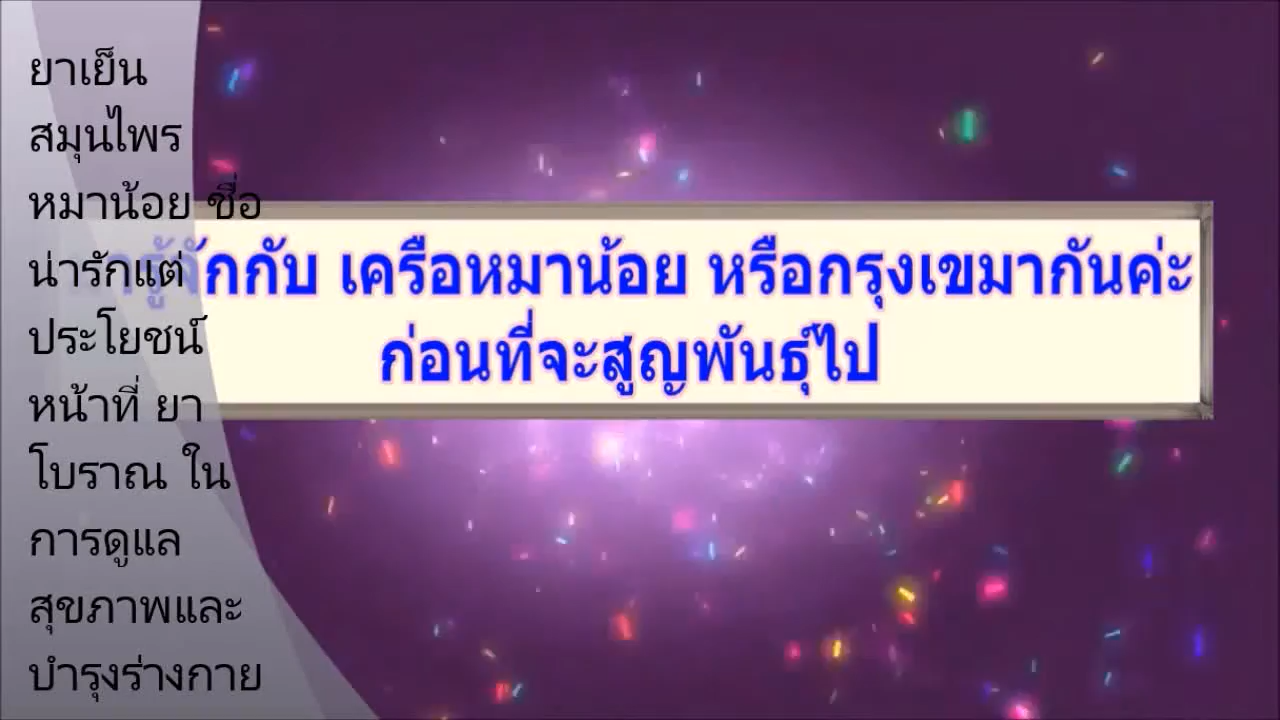 ยาเย็น
สมุนไพร
หมาน้อย ชื่อ
น่ารักแต่
ประโยชน์
หน้าที่ ยา
โบราณ ใน
การดูแล
สุขภาพและ
บำรุงร่างกาย
รู้จักกับ เครือหมาน้อย หรือกรุงเขมากันค่ะ
ก่อนที่จะสูญพันธุ์ไป